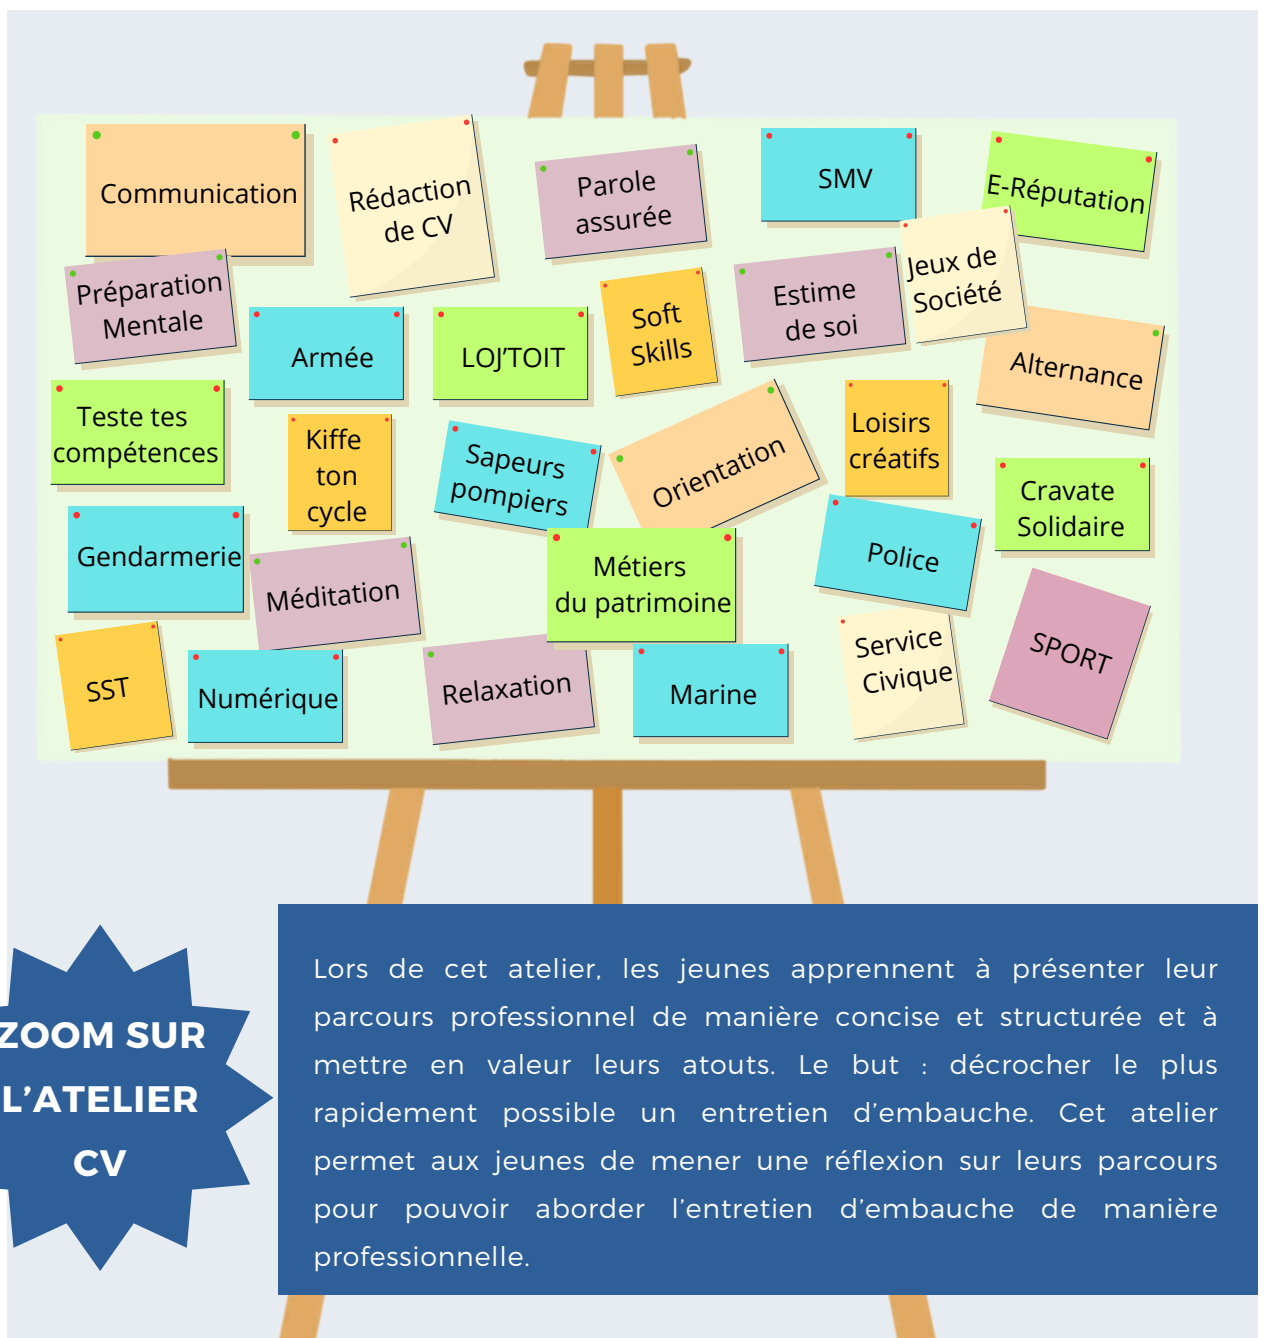 Communication
Rédaction
de CV
Parole
assurée
SMV
E-Réputation
Préparation
Mentale
Armée
LOJ'TOIT
Soft
Skills
Estime
de soi
Jeux de
Société
Alternance
Teste tes
compétences
Kiffe
ton
cycle
Sapeurs
pompiers
Orientation
Loisirs
créatifs
Cravate
Solidaire
Gendarmerie
Méditation
Métiers
du patrimoine
Police
SPORT
SST
Numérique
Relaxation
Marine
Service
Civique
ZOOM SUR
L'ATELIER
CV
Lors de cet atelier, les jeunes apprennent à présenter leur
parcours professionnel de manière concise et structurée et à
mettre en valeur leurs atouts. Le but : décrocher le plus
rapidement possible un entretien d'embauche. Cet atelier
permet aux jeunes de mener une réflexion sur leurs parcours
pour pouvoir aborder l'entretien d'embauche de manière
professionnelle.